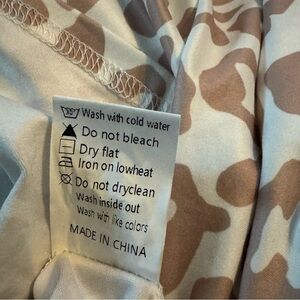 Wash with cold water
Do not bleach
Dry flat
Iron on lowheat
Do not dryclean
Wash inside out
Wash with like colors
MADE IN CHINA